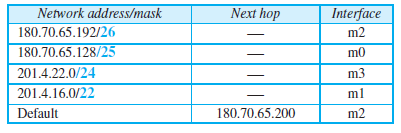 Network address/mask Next hop Interface
180.70.65.192/26 — m2
180.70.65.128/25 — m0
201.4.22.0/24 — m3
201.4.16.0/22 — m1
Default 180.70.65.200 m2